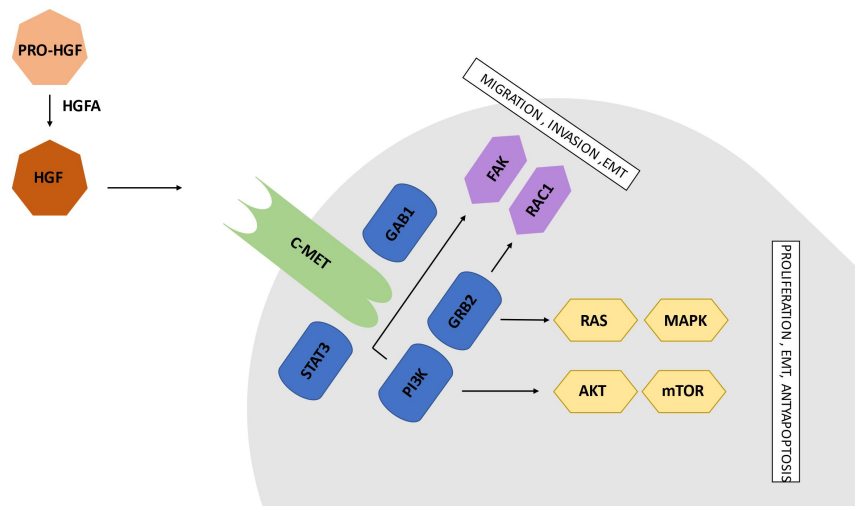 PRO-HGF
HGFA
HGF
C-MET
GAB1
STAT3
GRB2
PI3K
FAK
RAC1
MIGRATION , INVASION ,EMT
RAS
MAPK
AKT
mTOR
PROLIFERATION , EMT, ANTYAPOPTOSIS